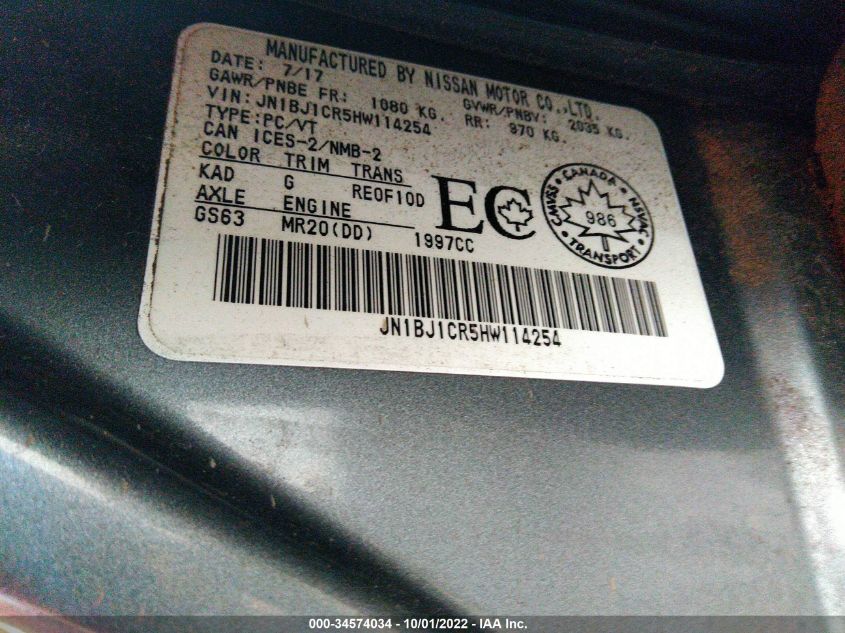 MANUFACTURED BY NISSAN MOTOR CO.,LTD.
DATE: 7/17
GAWR/PNBE FR: 1080 KG. GVWR/PNBV: 2035 KG.
VIN: JN1BJ1CR5HW114254 RR: 970 KG.
TYPE:PC/VT
CAN ICES-2/NMB-2
COLOR TRIM TRANS
KAD G RE0F10D
AXLE ENGINE
GS63 MR20(DD) 1997CC
EC
CANADA
CMVSS NSVAC
986
TRANSPORT
JN1BJ1CR5HW114254
000-34574034 - 10/01/2022 - IAA Inc.